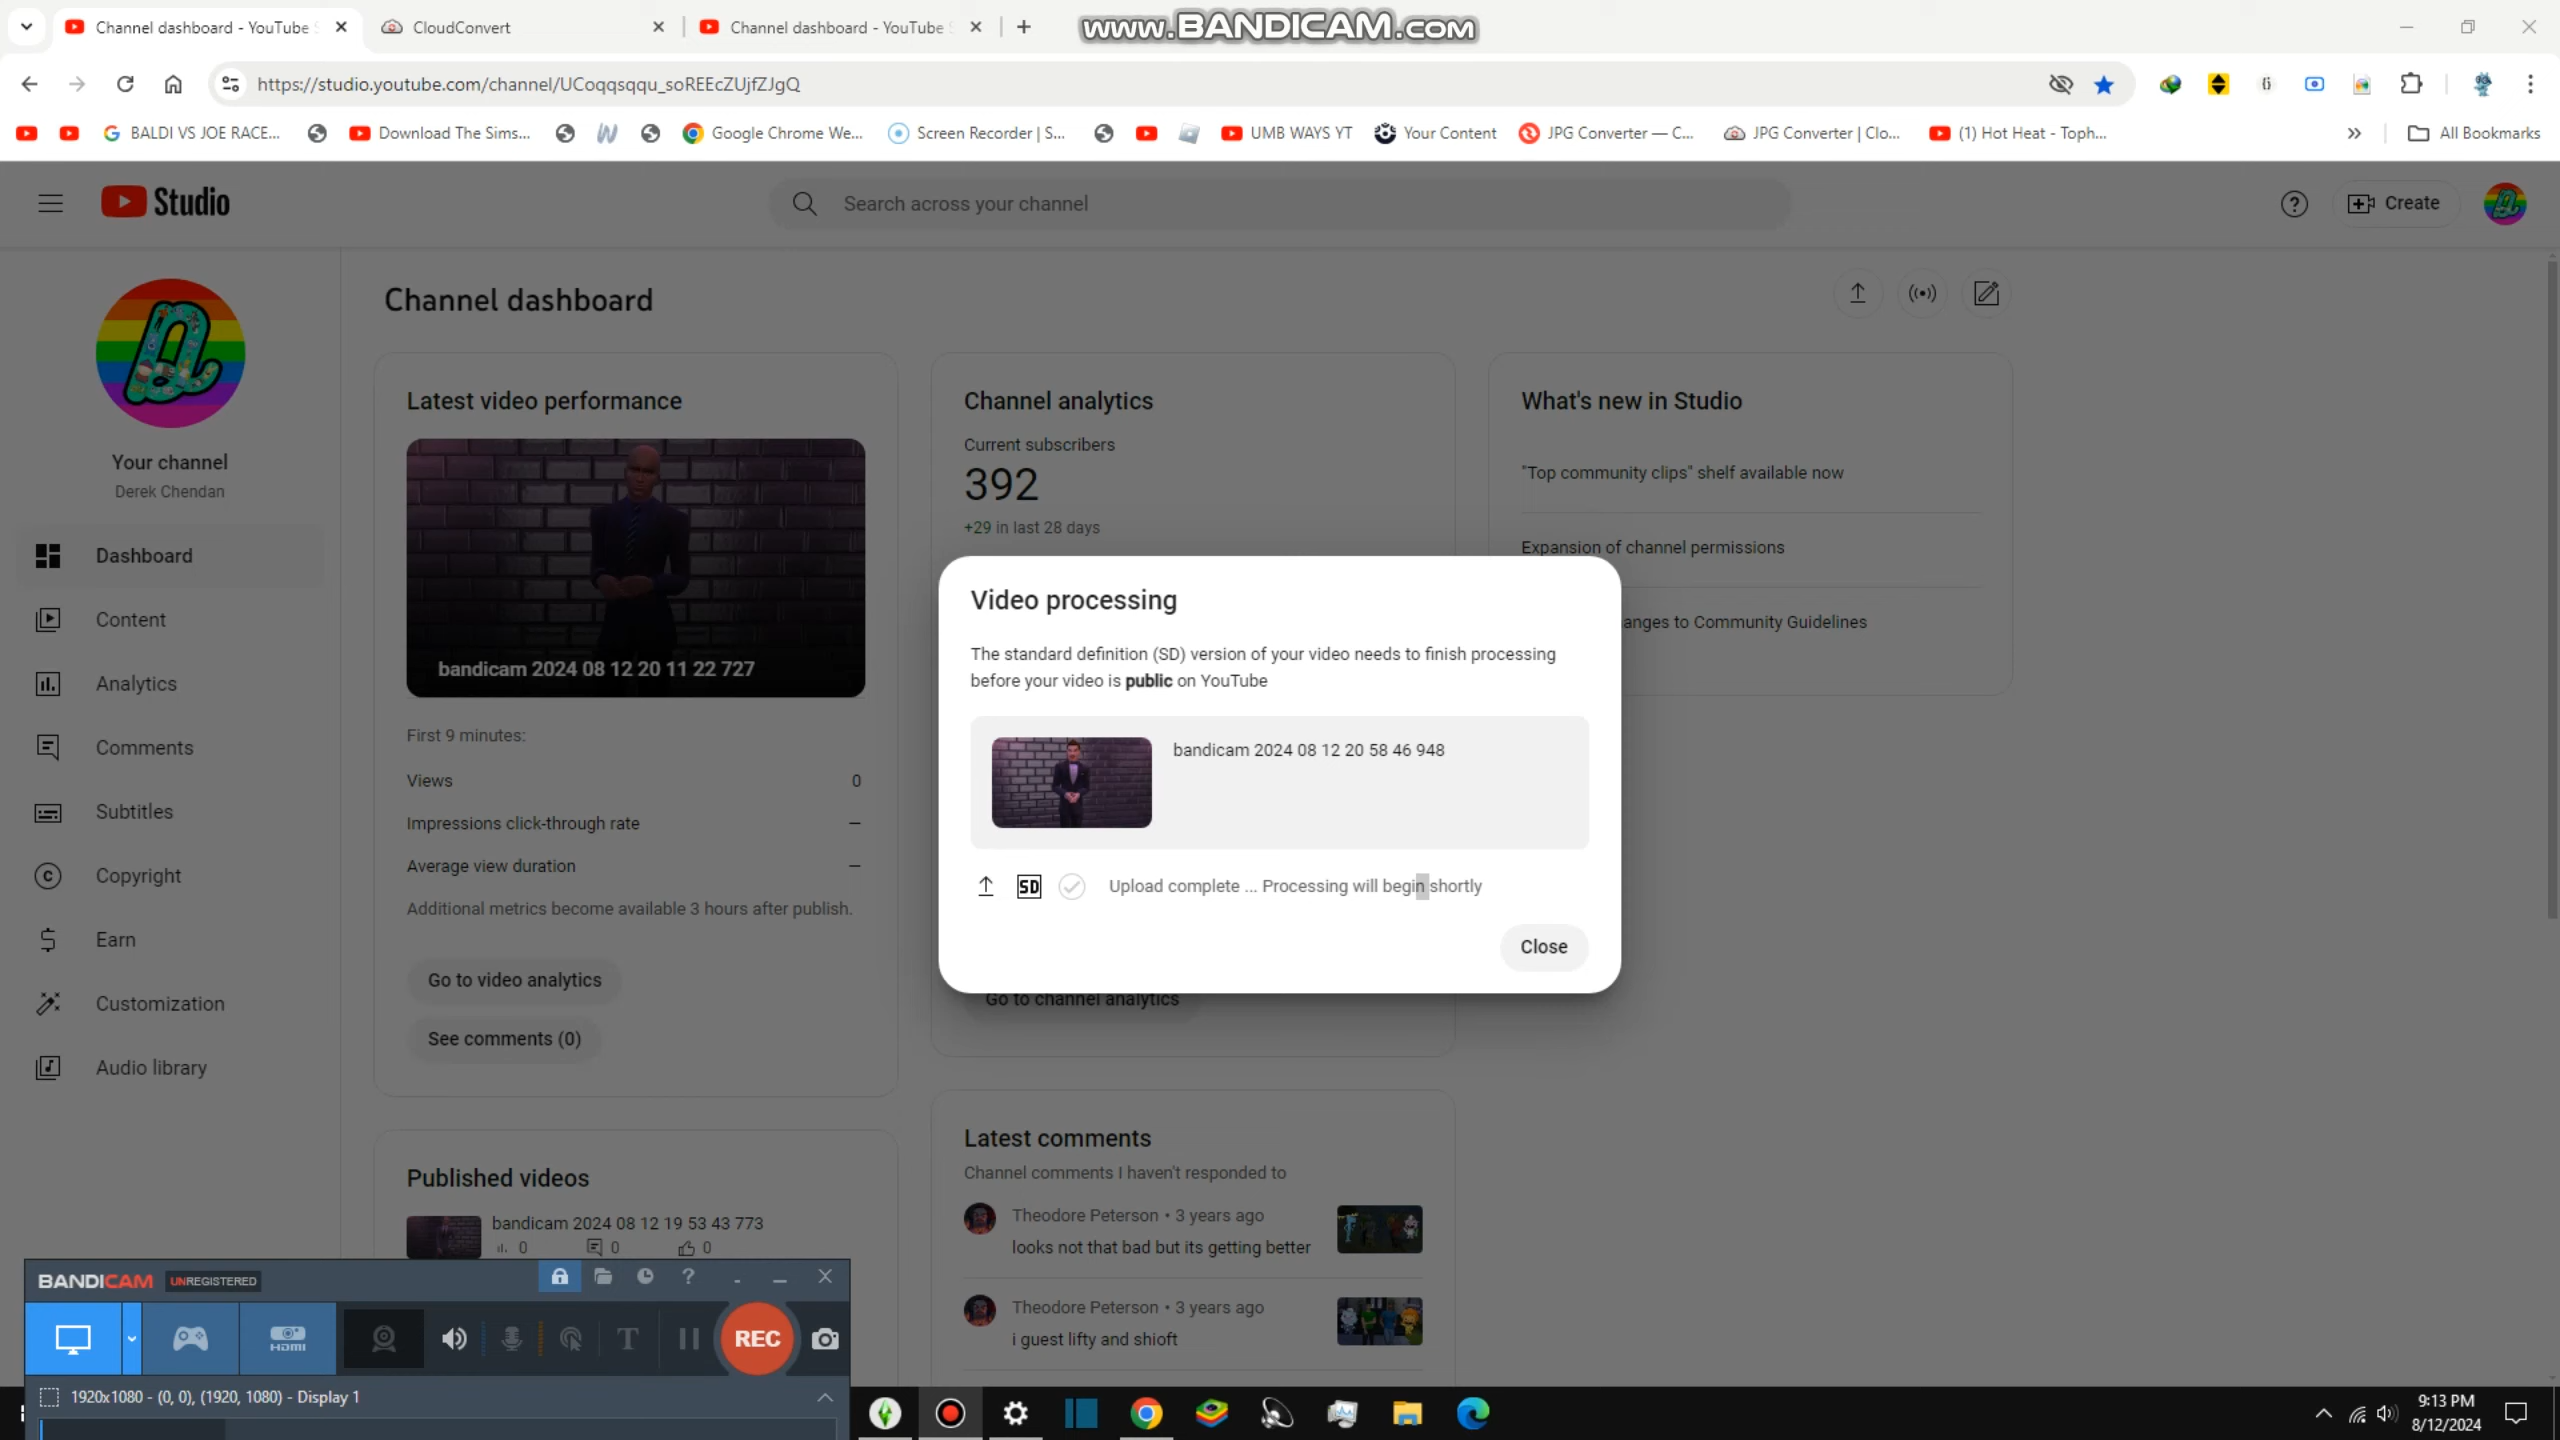 Channel dashboard - YouTube S
CloudConvert
Channel dashboard - YouTube S
www.BANDICAM.com
https://studio.youtube.com/channel/UCoqqsqqu_soREEcZUjfZJgQ
BALDI VS JOE RACE...
Download The Sims...
Google Chrome We...
Screen Recorder | S...
UMB WAYS YT
Your Content
JPG Converter — C...
JPG Converter | Clo...
(1) Hot Heat - Toph...
All Bookmarks
Studio
Search across your channel
Create
Channel dashboard
Your channel
Derek Chendan
Dashboard
Content
Analytics
Comments
Subtitles
Copyright
Earn
Customization
Audio library
Latest video performance
bandicam 2024 08 12 20 11 22 727
First 9 minutes:
Views 0
Impressions click-through rate —
Average view duration —
Additional metrics become available 3 hours after publish.
Go to video analytics
See comments (0)
Published videos
bandicam 2024 08 12 19 53 43 773
0 0 0
Channel analytics
Current subscribers
392
+29 in last 28 days
Go to channel analytics
What's new in Studio
"Top community clips" shelf available now
Expansion of channel permissions
anges to Community Guidelines
Video processing
The standard definition (SD) version of your video needs to finish processing
before your video is public on YouTube
bandicam 2024 08 12 20 58 46 948
SD Upload complete ... Processing will begin shortly
Close
Latest comments
Channel comments I haven't responded to
Theodore Peterson • 3 years ago
looks not that bad but its getting better
Theodore Peterson • 3 years ago
i guest lifty and shioft
BANDICAM UNREGISTERED
HDMI
REC
1920x1080 - (0, 0), (1920, 1080) - Display 1
9:13 PM
8/12/2024